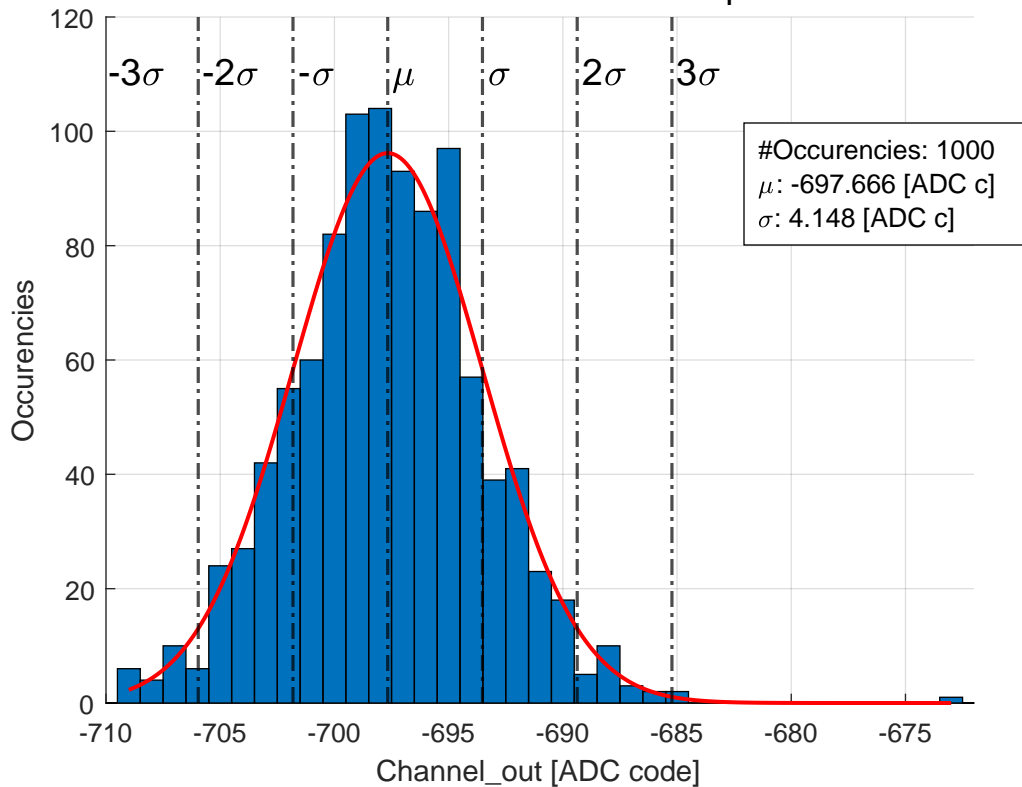 120
100
80
60
40
20
0
Occurencies
-3σ -2σ -σ μ σ 2σ 3σ
#Occurencies: 1000
μ: -697.666 [ADC c]
σ: 4.148 [ADC c]
-710 -705 -700 -695 -690 -685 -680 -675
Channel_out [ADC code]